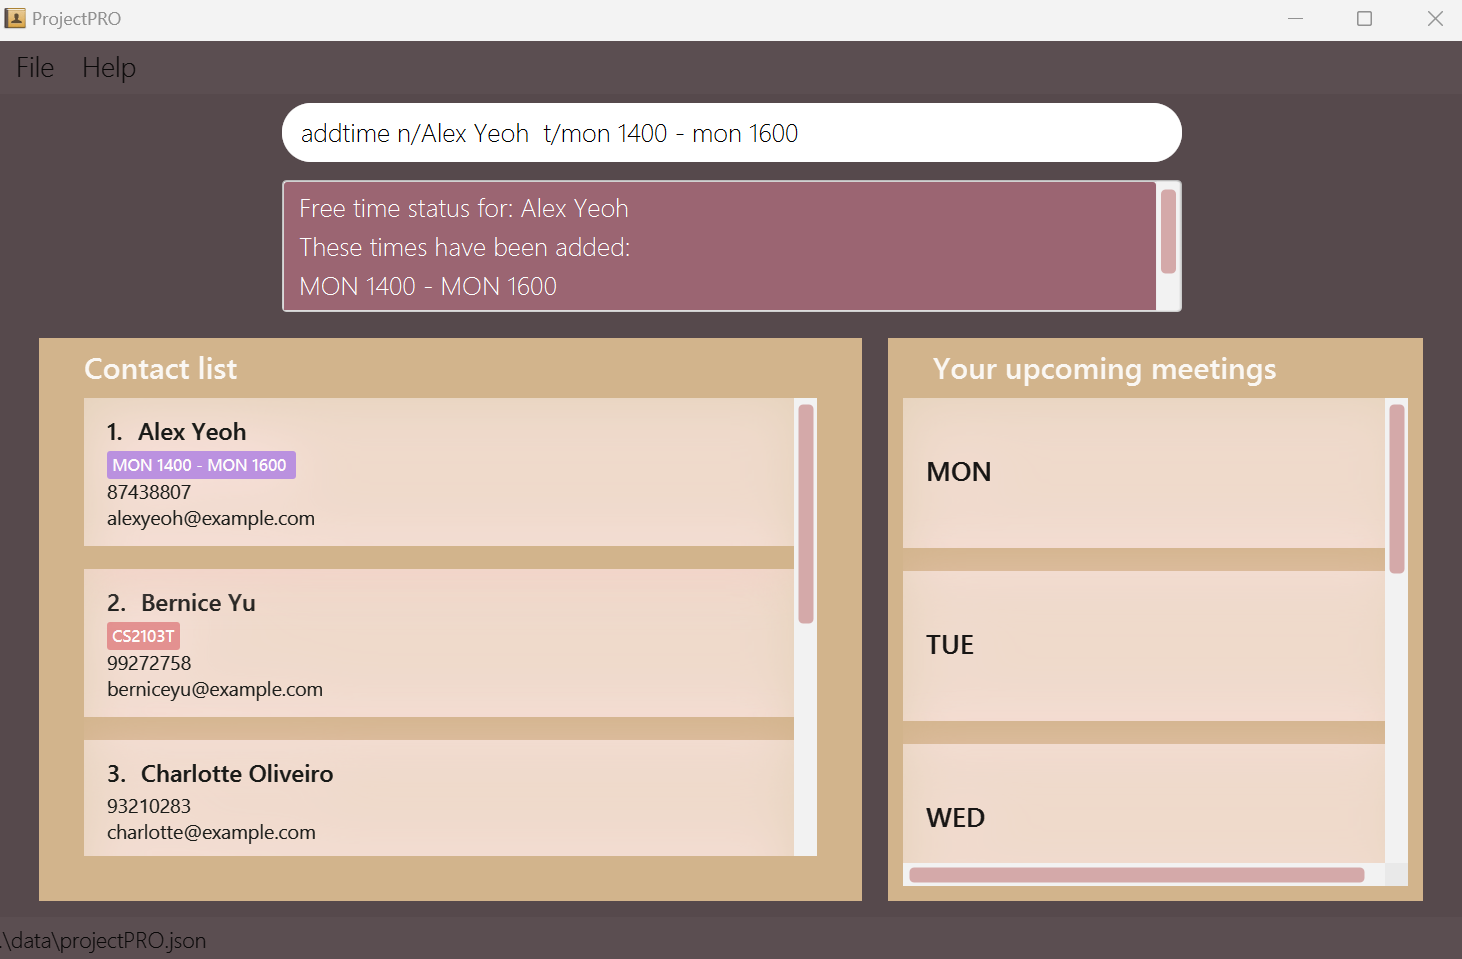 ProjectPRO
File Help
addtime n/Alex Yeoh  t/mon 1400 - mon 1600
Free time status for: Alex Yeoh
These times have been added:
MON 1400 - MON 1600
Contact list
1. Alex Yeoh
MON 1400 - MON 1600
87438807
alexyeoh@example.com
2. Bernice Yu
CS2103T
99272758
berniceyu@example.com
3. Charlotte Oliveiro
93210283
charlotte@example.com
Your upcoming meetings
MON
TUE
WED
.\data\projectPRO.json